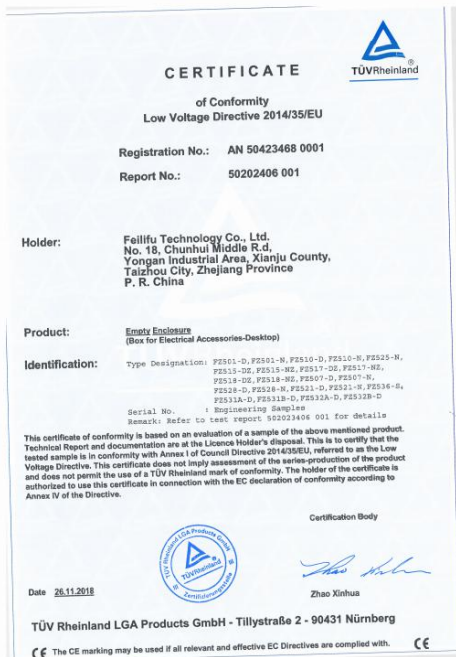 TÜVRheinland®
CERTIFICATE
of Conformity
Low Voltage Directive 2014/35/EU
Registration No.: AN 50423468 0001
Report No.: 50202406 001
Holder: Feilifu Technology Co., Ltd.
No. 18, Chunhui Middle R.d,
Yongan Industrial Area, Xianju County,
Taizhou City, Zhejiang Province
P. R. China
Product: Empty Enclosure
(Box for Electrical Accessories-Desktop)
Identification: Type Designation: FZ501-D,FZ501-N,FZ510-D,FZ510-N,FZ525-N,
FZ515-DZ,FZ515-NZ,FZ517-DZ,FZ517-NZ,
FZ518-DZ,FZ518-NZ,FZ507-D,FZ507-N,
FZ528-D,FZ528-N,FZ521-D,FZ521-N,FZ536-S,
FZ531A-D,FZ531B-D,FZ532A-D,FZ532B-D
Serial No. : Engineering Samples
Remark: Refer to test report 502023406 001 for details
This certificate of conformity is based on an evaluation of a sample of the above mentioned product.
Technical Report and documentation are at the Licence Holder's disposal. This is to certify that the
tested sample is in conformity with Annex I of Council Directive 2014/35/EU, referred to as the Low
Voltage Directive. This certificate does not imply assessment of the series-production of the product
and does not permit the use of a TÜV Rheinland mark of conformity. The holder of the certificate is
authorized to use this certificate in connection with the EC declaration of conformity according to
Annex IV of the Directive.
Certification Body
TÜV Rheinland LGA Products GmbH
TÜVRheinland
Zertifizierungsstelle
Date 26.11.2018
Zhao Xinhua
TÜV Rheinland LGA Products GmbH - Tillystraße 2 - 90431 Nürnberg
CE The CE marking may be used if all relevant and effective EC Directives are complied with. CE